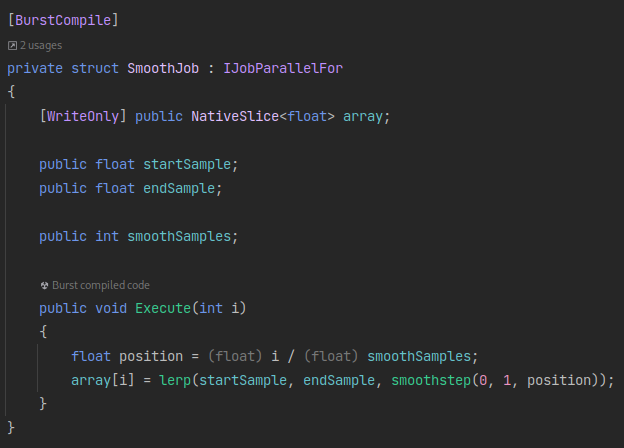 [BurstCompile]
2 usages
private struct SmoothJob : IJobParallelFor
{
[WriteOnly] public NativeSlice<float> array;
public float startSample;
public float endSample;
public int smoothSamples;
Burst compiled code
public void Execute(int i)
{
float position = (float) i / (float) smoothSamples;
array[i] = lerp(startSample, endSample, smoothstep(0, 1, position));
}
}